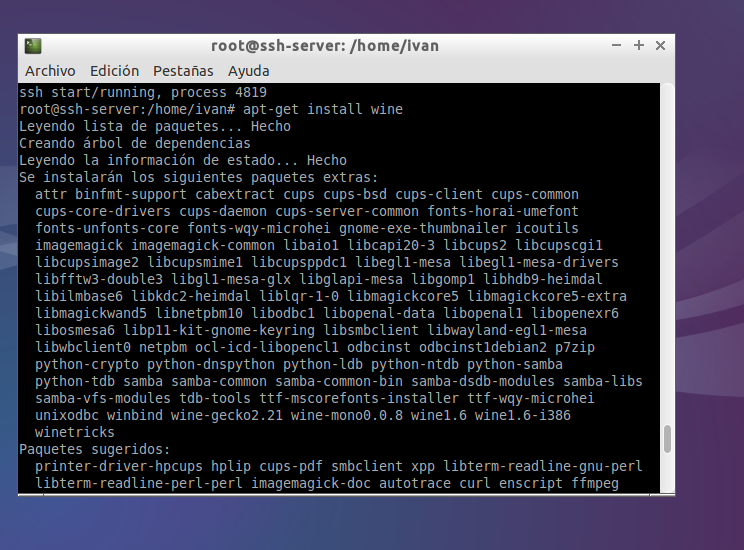 root@ssh-server: /home/ivan
Archivo Edición Pestañas Ayuda
ssh start/running, process 4819
root@ssh-server:/home/ivan# apt-get install wine
Leyendo lista de paquetes... Hecho
Creando árbol de dependencias
Leyendo la información de estado... Hecho
Se instalarán los siguientes paquetes extras:
attr binfmt-support cabextract cups cups-bsd cups-client cups-common
cups-core-drivers cups-daemon cups-server-common fonts-horai-umefont
fonts-unfonts-core fonts-wqy-microhei gnome-exe-thumbnailer icoutils
imagemagick imagemagick-common libaio1 libcapi20-3 libcups2 libcupscgi1
libcupsimage2 libcupsmime1 libcupsppdc1 libegl1-mesa libegl1-mesa-drivers
libfftw3-double3 libgl1-mesa-glx libglapi-mesa libgomp1 libhdb9-heimdal
libilmbase6 libkdc2-heimdal liblqr-1-0 libmagickcore5 libmagickcore5-extra
libmagickwand5 libnetpbm10 libodbc1 libopenal-data libopenal1 libopenexr6
libosmesa6 libp11-kit-gnome-keyring libsmbclient libwayland-egl1-mesa
libwbclient0 netpbm ocl-icd-libopencl1 odbcinst odbcinst1debian2 p7zip
python-crypto python-dnspython python-ldb python-ntdb python-samba
python-tdb samba samba-common samba-common-bin samba-dsdb-modules samba-libs
samba-vfs-modules tdb-tools ttf-mscorefonts-installer ttf-wqy-microhei
unixodbc winbind wine-gecko2.21 wine-mono0.0.8 wine1.6 wine1.6-i386
winetricks
Paquetes sugeridos:
printer-driver-hpcups hplip cups-pdf smbclient xpp libterm-readline-gnu-perl
libterm-readline-perl-perl imagemagick-doc autotrace curl enscript ffmpeg